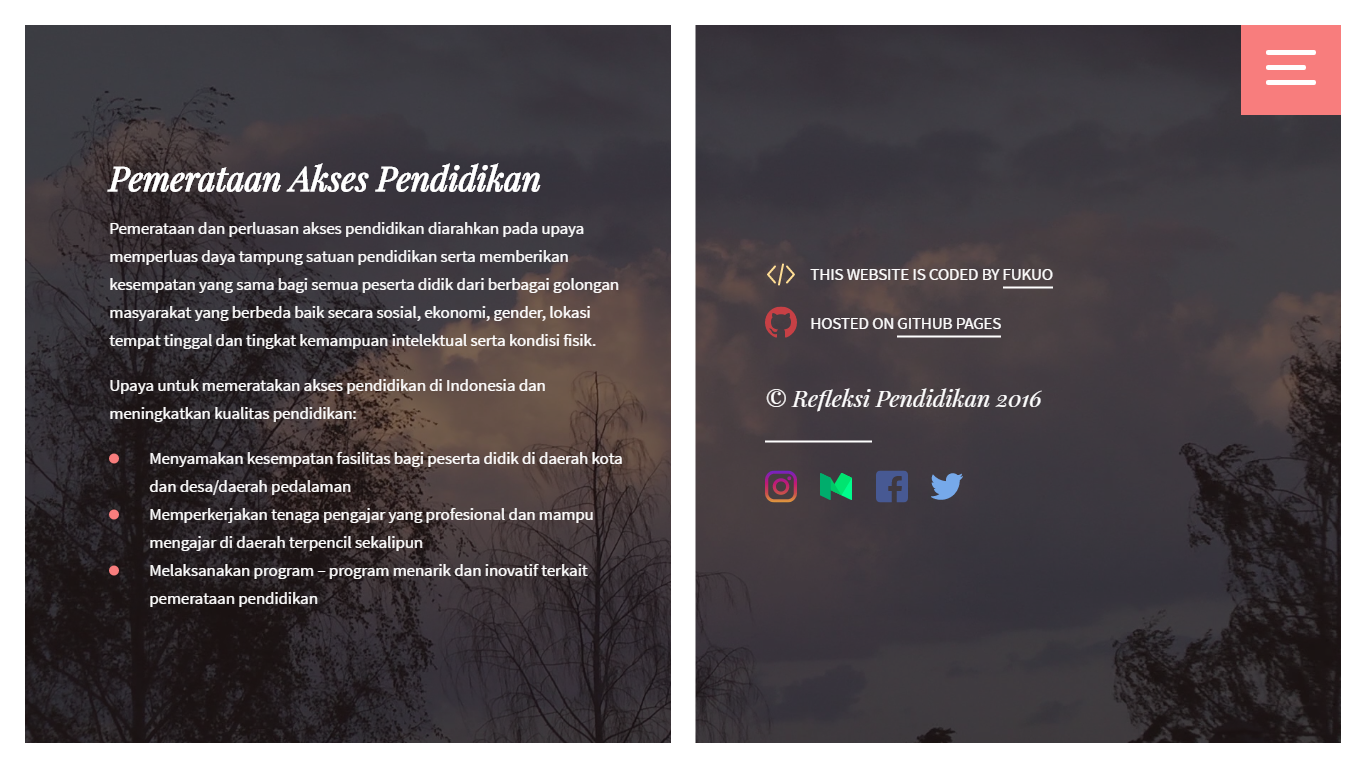 Pemerataan Akses Pendidikan
Pemerataan dan perluasan akses pendidikan diarahkan pada upaya
memperluas daya tampung satuan pendidikan serta memberikan
kesempatan yang sama bagi semua peserta didik dari berbagai golongan
masyarakat yang berbeda baik secara sosial, ekonomi, gender, lokasi
tempat tinggal dan tingkat kemampuan intelektual serta kondisi fisik.
Upaya untuk memeratakan akses pendidikan di Indonesia dan
meningkatkan kualitas pendidikan:
Menyamakan kesempatan fasilitas bagi peserta didik di daerah kota
dan desa/daerah pedalaman
Memperkerjakan tenaga pengajar yang profesional dan mampu
mengajar di daerah terpencil sekalipun
Melaksanakan program – program menarik dan inovatif terkait
pemerataan pendidikan
THIS WEBSITE IS CODED BY FUKUO
HOSTED ON GITHUB PAGES
© Refleksi Pendidikan 2016